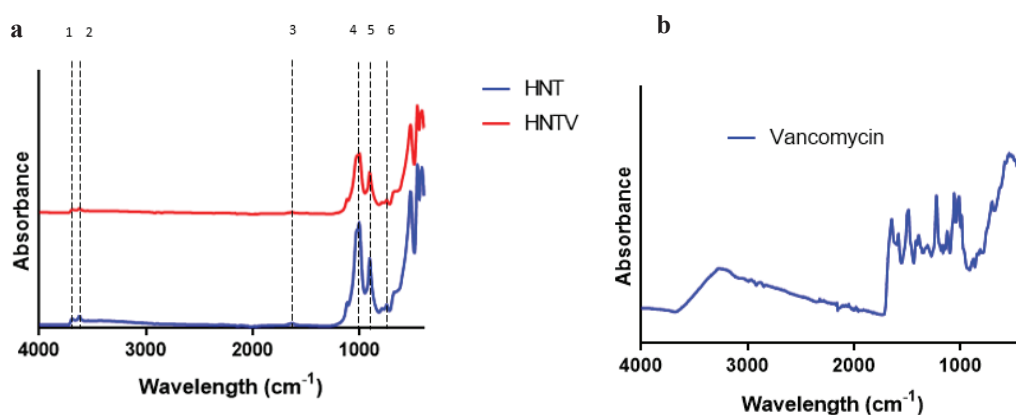 a
1 2 3 4 5 6
Absorbance
HNT
HNTV
4000 3000 2000 1000
Wavelength (cm-1)
b
Vancomycin
Absorbance
4000 3000 2000 1000
Wavelength (cm-1)